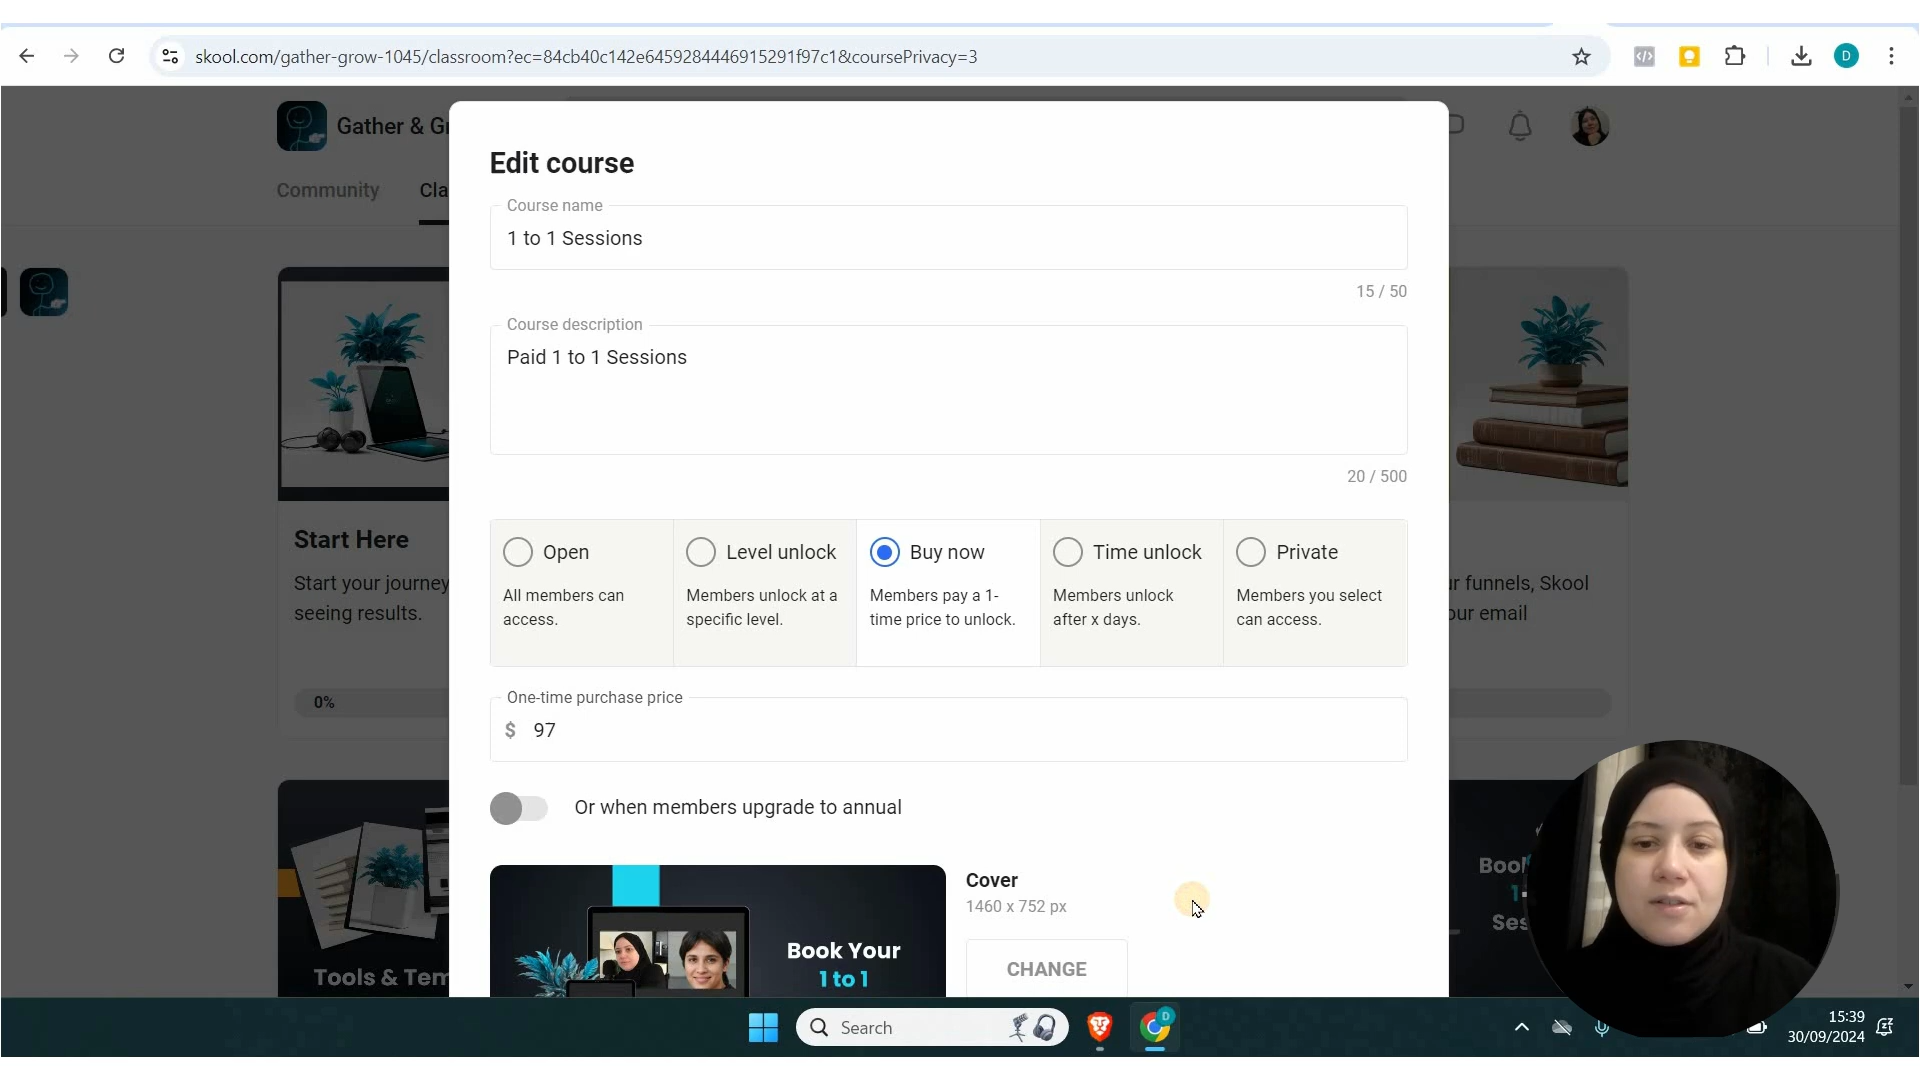 skool.com/gather-grow-1045/classroom?ec=84cb40c142e6459284446915291f97c1&coursePrivacy=3
D
Gather & Gr
Community
Cla
Edit course
Course name
1 to 1 Sessions
15 / 50
Course description
Paid 1 to 1 Sessions
20 / 500
Open
All members can
access.
Level unlock
Members unlock at a
specific level.
Buy now
Members pay a 1-
time price to unlock.
Time unlock
Members unlock
after x days.
Private
Members you select
can access.
One-time purchase price
$ 97
Or when members upgrade to annual
Cover
1460 x 752 px
CHANGE
Book Your
1 to 1
Start Here
Start your journey
seeing results.
0%
Tools & Tem
ur funnels, Skool
our email
Book
1-
Ses
Search
D
15:39
30/09/2024